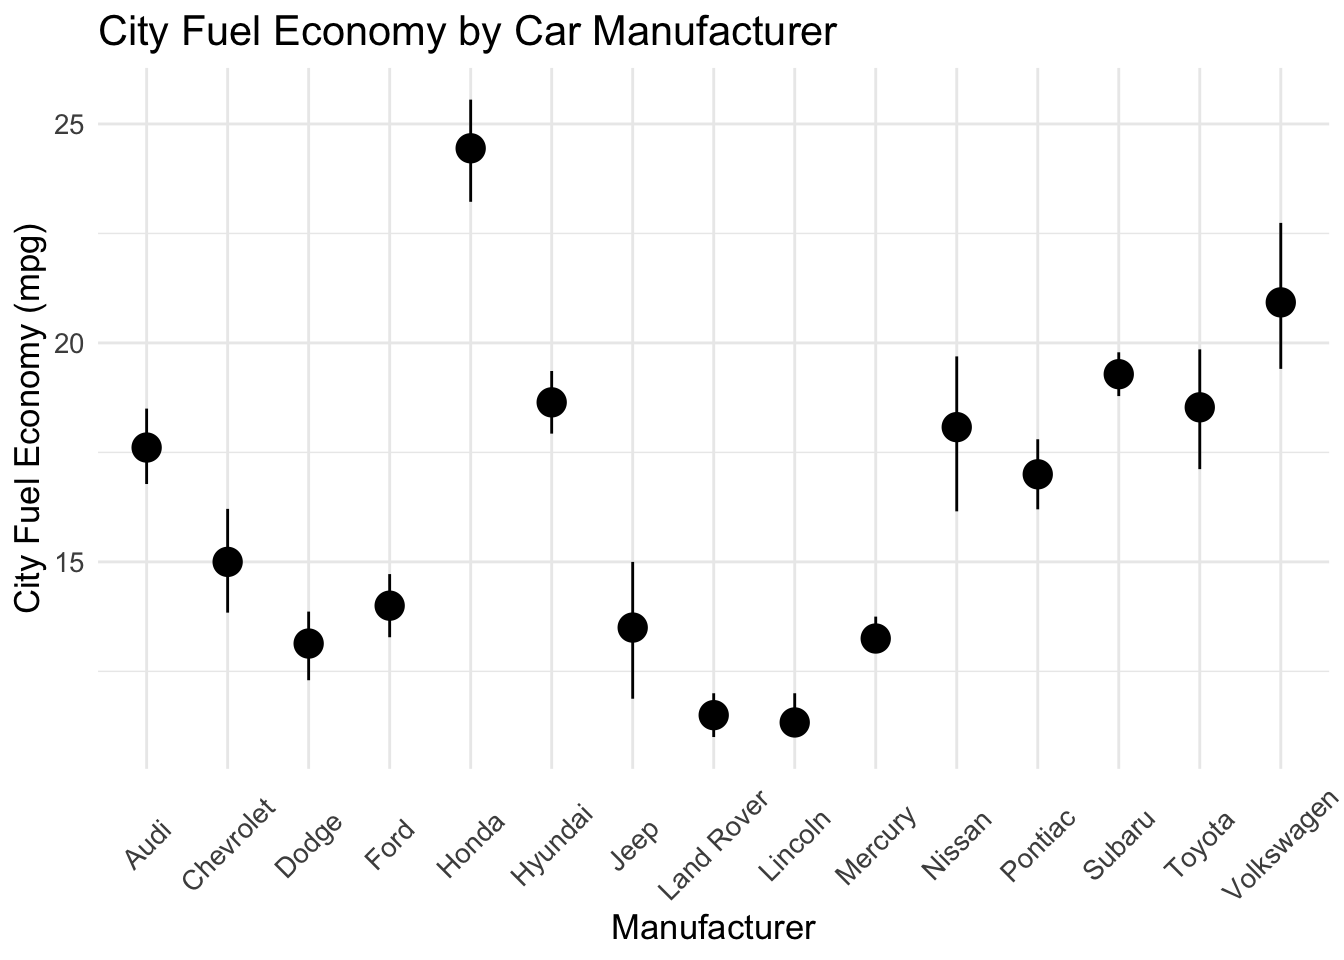 City Fuel Economy by Car Manufacturer
City Fuel Economy (mpg)
25
20
15
Audi
Chevrolet
Dodge
Ford
Honda
Hyundai
Jeep
Land Rover
Lincoln
Mercury
Nissan
Pontiac
Subaru
Toyota
Volkswagen
Manufacturer